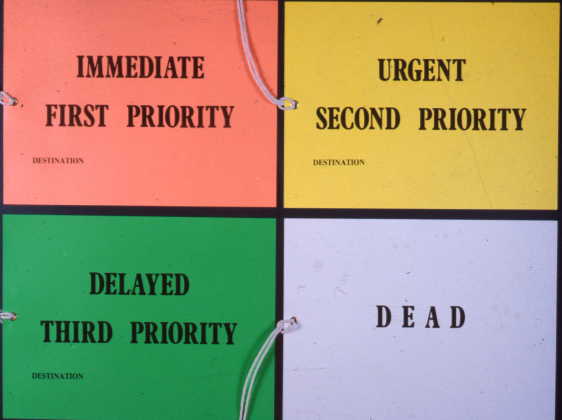 IMMEDIATE
FIRST PRIORITY
DESTINATION
URGENT
SECOND PRIORITY
DESTINATION
DELAYED
THIRD PRIORITY
DESTINATION
DEAD